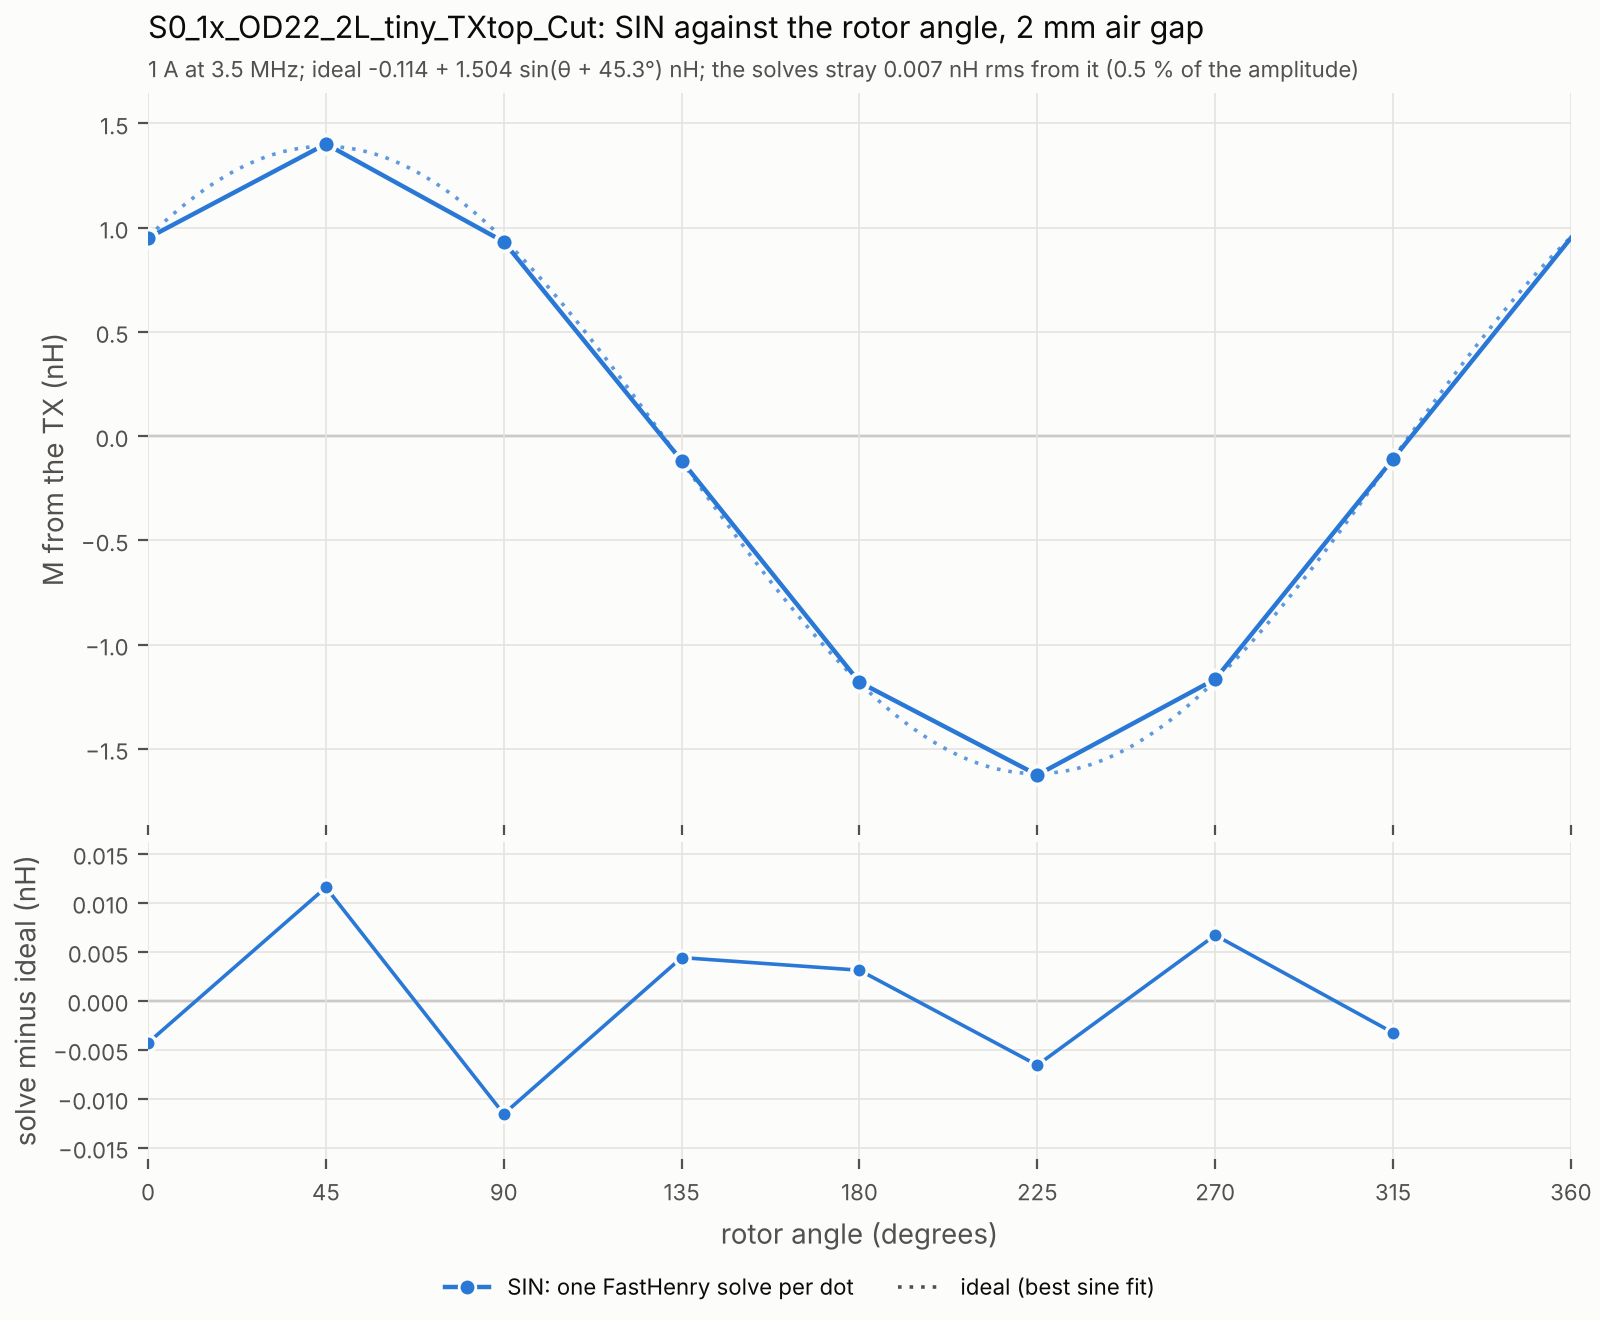 S0_1x_OD22_2L_tiny_TXtop_Cut: SIN against the rotor angle, 2 mm air gap
1 A at 3.5 MHz; ideal -0.114 + 1.504 sin(θ + 45.3°) nH; the solves stray 0.007 nH rms from it (0.5 % of the amplitude)
M from the TX (nH)
1.5
1.0
0.5
0.0
−0.5
−1.0
−1.5
solve minus ideal (nH)
0.015
0.010
0.005
0.000
−0.005
−0.010
−0.015
0 45 90 135 180 225 270 315 360
rotor angle (degrees)
SIN: one FastHenry solve per dot ideal (best sine fit)